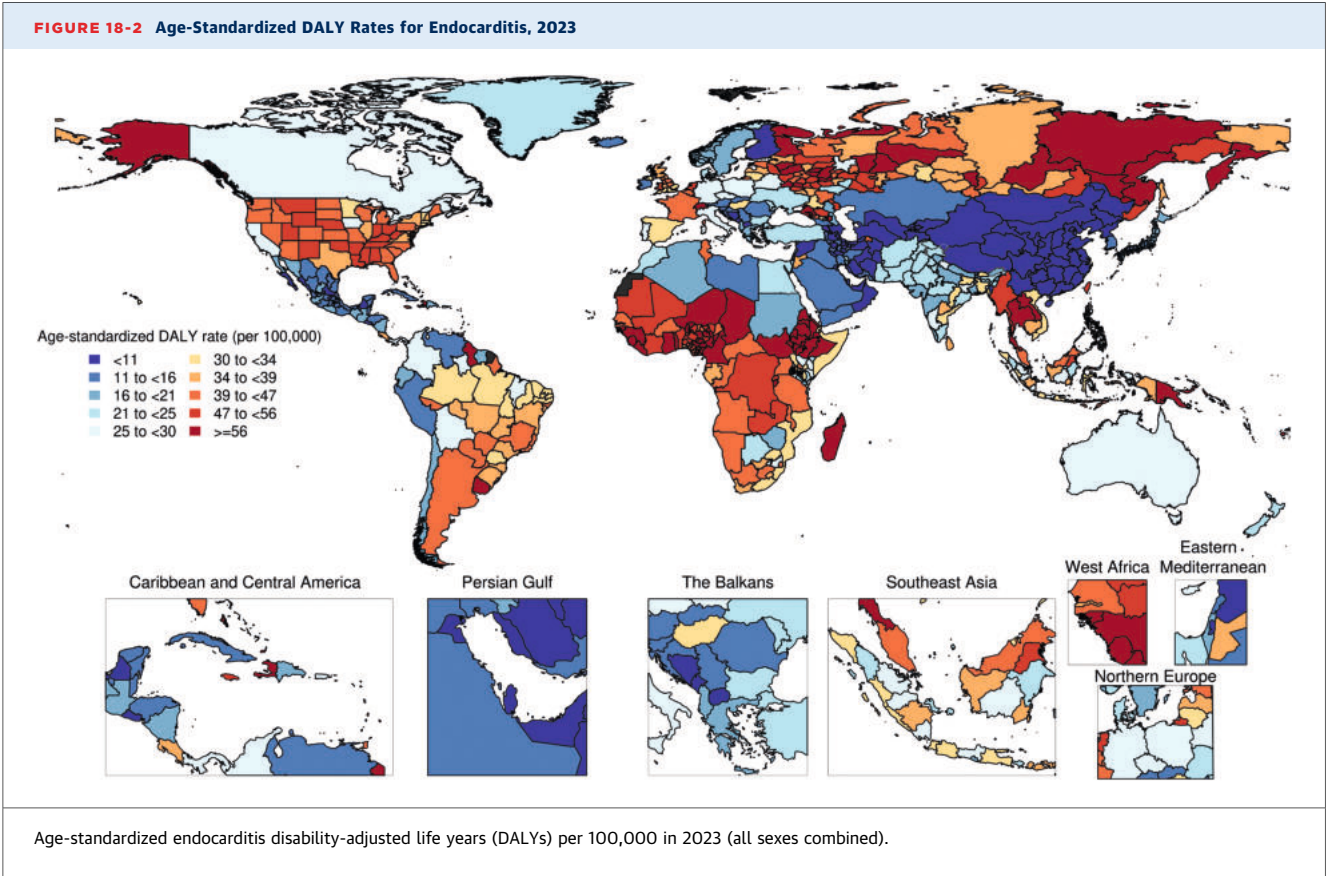 FIGURE 18-2 Age-Standardized DALY Rates for Endocarditis, 2023
Age-standardized DALY rate (per 100,000)
<11
11 to <16
16 to <21
21 to <25
25 to <30
30 to <34
34 to <39
39 to <47
47 to <56
>=56
Caribbean and Central America
Persian Gulf
The Balkans
Southeast Asia
West Africa
Eastern
Mediterranean
Northern Europe
Age-standardized endocarditis disability-adjusted life years (DALYs) per 100,000 in 2023 (all sexes combined).